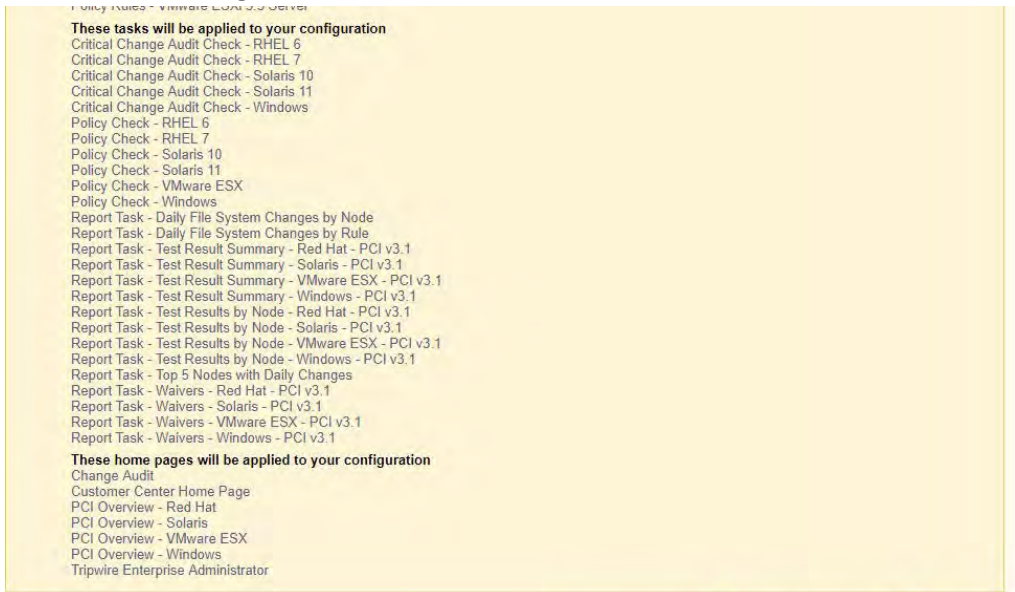 Policy Rules - VMware ESXi 5.5 Server
These tasks will be applied to your configuration
Critical Change Audit Check - RHEL 6
Critical Change Audit Check - RHEL 7
Critical Change Audit Check - Solaris 10
Critical Change Audit Check - Solaris 11
Critical Change Audit Check - Windows
Policy Check - RHEL 6
Policy Check - RHEL 7
Policy Check - Solaris 10
Policy Check - Solaris 11
Policy Check - VMware ESX
Policy Check - Windows
Report Task - Daily File System Changes by Node
Report Task - Daily File System Changes by Rule
Report Task - Test Result Summary - Red Hat - PCI v3.1
Report Task - Test Result Summary - Solaris - PCI v3.1
Report Task - Test Result Summary - VMware ESX - PCI v3.1
Report Task - Test Result Summary - Windows - PCI v3.1
Report Task - Test Results by Node - Red Hat - PCI v3.1
Report Task - Test Results by Node - Solaris - PCI v3.1
Report Task - Test Results by Node - VMware ESX - PCI v3.1
Report Task - Test Results by Node - Windows - PCI v3.1
Report Task - Top 5 Nodes with Daily Changes
Report Task - Waivers - Red Hat - PCI v3.1
Report Task - Waivers - Solaris - PCI v3.1
Report Task - Waivers - VMware ESX - PCI v3.1
Report Task - Waivers - Windows - PCI v3.1
These home pages will be applied to your configuration
Change Audit
Customer Center Home Page
PCI Overview - Red Hat
PCI Overview - Solaris
PCI Overview - VMware ESX
PCI Overview - Windows
Tripwire Enterprise Administrator